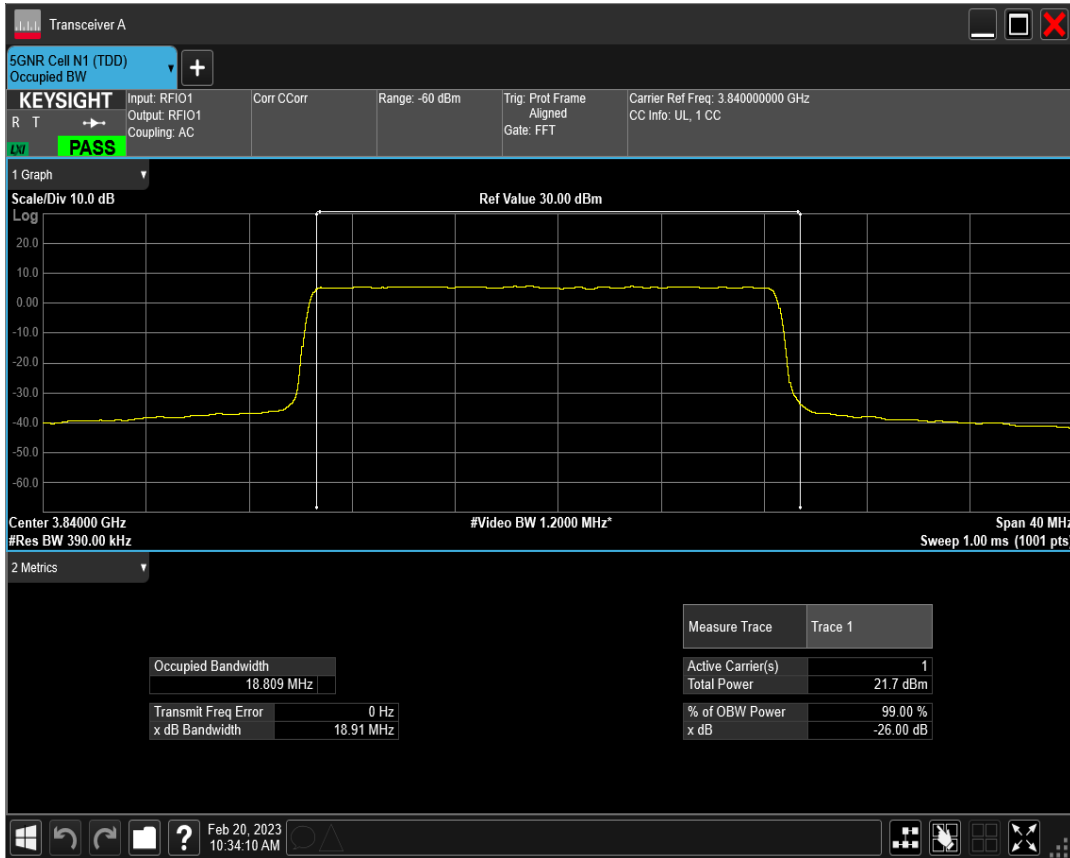 Transceiver A
5GNR Cell N1 (TDD)
Occupied BW
+
KEYSIGHT
R T
LXI
PASS
Input: RFIO1
Output: RFIO1
Coupling: AC
Corr CCorr
Range: -60 dBm
Trig: Prot Frame
Aligned
Gate: FFT
Carrier Ref Freq: 3.840000000 GHz
CC Info: UL, 1 CC
1 Graph
Scale/Div 10.0 dB
Ref Value 30.00 dBm
Log
20.0
10.0
0.00
-10.0
-20.0
-30.0
-40.0
-50.0
-60.0
Center 3.84000 GHz
#Video BW 1.2000 MHz*
Span 40 MHz
#Res BW 390.00 kHz
Sweep 1.00 ms (1001 pts)
2 Metrics
Measure Trace Trace 1
Occupied Bandwidth
18.809 MHz
Active Carrier(s) 1
Total Power 21.7 dBm
Transmit Freq Error 0 Hz
x dB Bandwidth 18.91 MHz
% of OBW Power 99.00 %
x dB -26.00 dB
?
Feb 20, 2023
10:34:10 AM